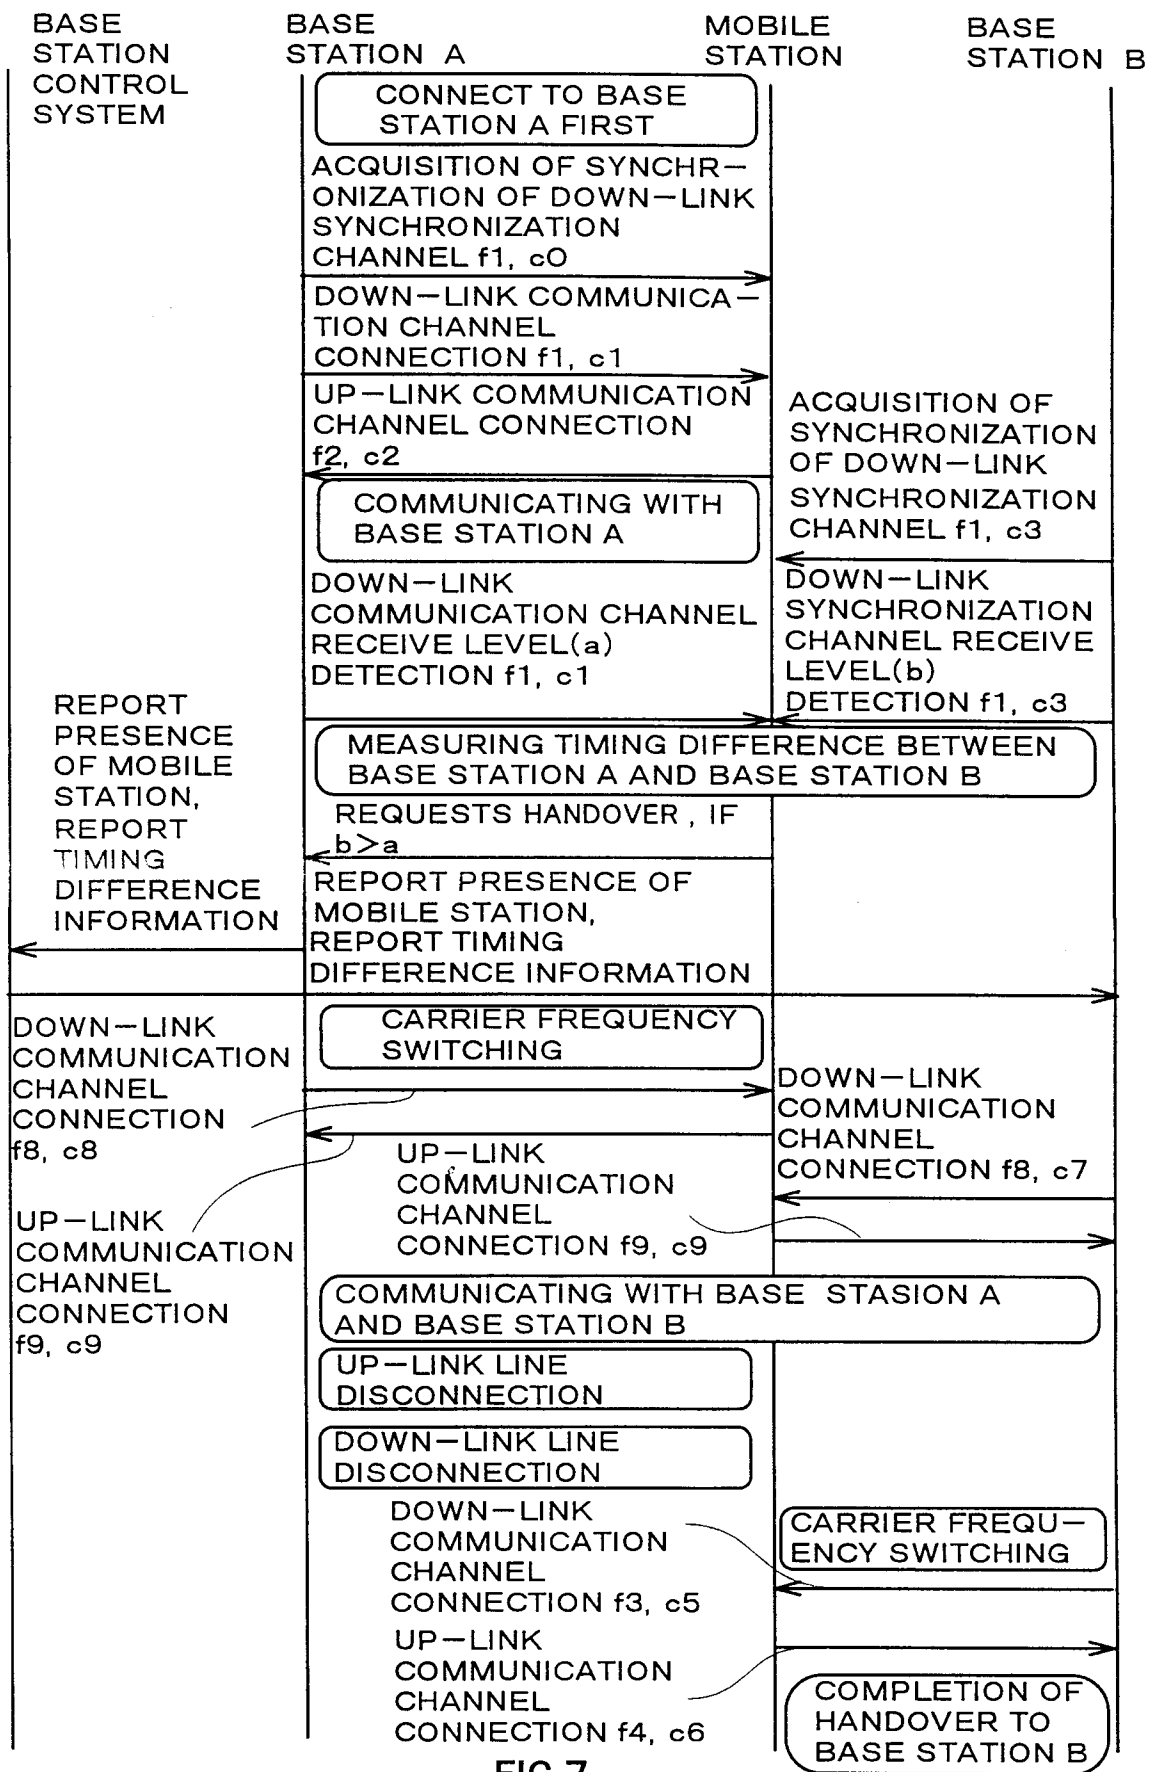 BASE
STATION
CONTROL
SYSTEM
BASE
STATION A
MOBILE
STATION
BASE
STATION B
CONNECT TO BASE
STATION A FIRST
ACQUISITION OF SYNCHR-
ONIZATION OF DOWN-LINK
SYNCHRONIZATION
CHANNEL f1, c0
DOWN-LINK COMMUNICA-
TION CHANNEL
CONNECTION f1, c1
UP-LINK COMMUNICATION
CHANNEL CONNECTION
f2, c2
ACQUISITION OF
SYNCHRONIZATION
OF DOWN-LINK
SYNCHRONIZATION
CHANNEL f1, c3
COMMUNICATING WITH
BASE STATION A
DOWN-LINK
COMMUNICATION CHANNEL
RECEIVE LEVEL(a)
DETECTION f1, c1
DOWN-LINK
SYNCHRONIZATION
CHANNEL RECEIVE
LEVEL(b)
DETECTION f1, c3
MEASURING TIMING DIFFERENCE BETWEEN
BASE STATION A AND BASE STATION B
REQUESTS HANDOVER , IF
b>a
REPORT
PRESENCE
OF MOBILE
STATION,
REPORT
TIMING
DIFFERENCE
INFORMATION
REPORT PRESENCE OF
MOBILE STATION,
REPORT TIMING
DIFFERENCE INFORMATION
CARRIER FREQUENCY
SWITCHING
DOWN-LINK
COMMUNICATION
CHANNEL
CONNECTION
f8, c8
DOWN-LINK
COMMUNICATION
CHANNEL
CONNECTION f8, c7
UP-LINK
COMMUNICATION
CHANNEL
CONNECTION f9, c9
UP-LINK
COMMUNICATION
CHANNEL
CONNECTION
f9, c9
COMMUNICATING WITH BASE STASION A
AND BASE STATION B
UP-LINK LINE
DISCONNECTION
DOWN-LINK LINE
DISCONNECTION
DOWN-LINK
COMMUNICATION
CHANNEL
CONNECTION f3, c5
CARRIER FREQU-
ENCY SWITCHING
UP-LINK
COMMUNICATION
CHANNEL
CONNECTION f4, c6
COMPLETION OF
HANDOVER TO
BASE STATION B
FIG.7